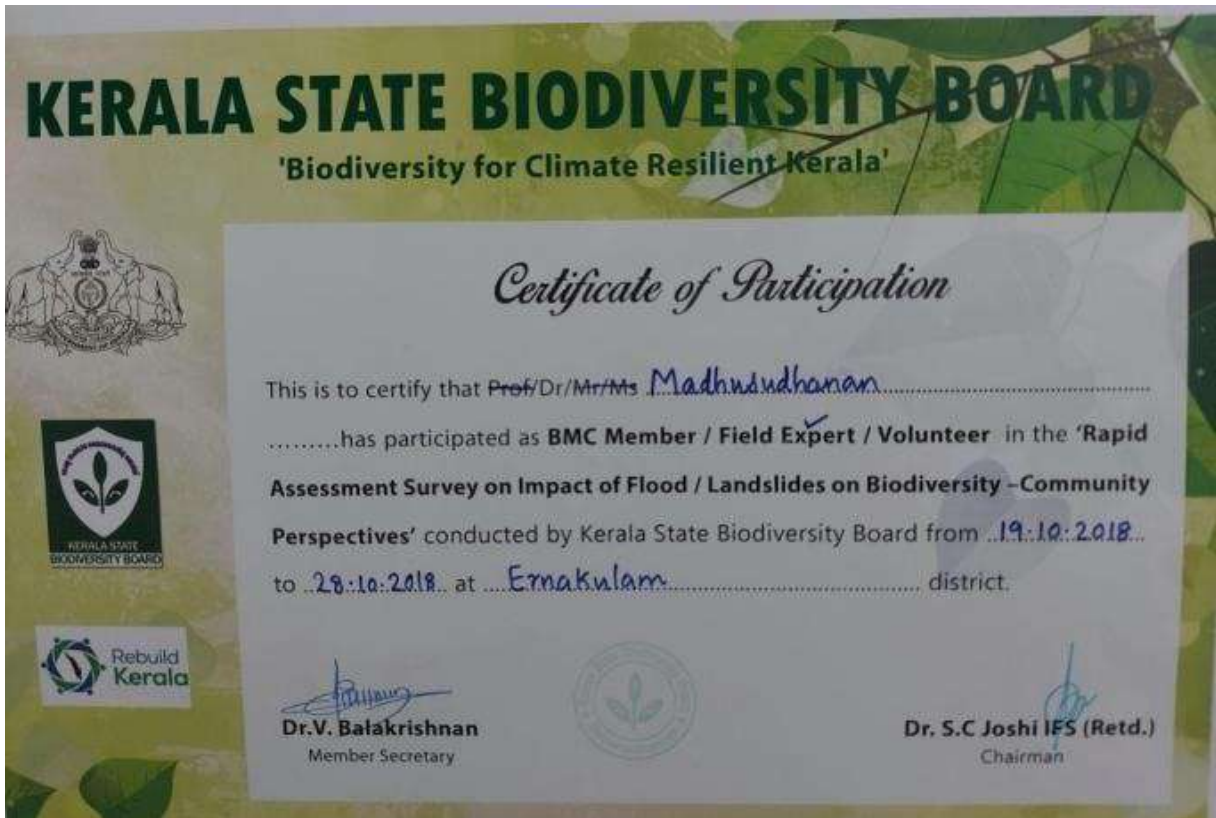 KERALA STATE BIODIVERSITY BOARD
'Biodiversity for Climate Resilient Kerala'
Certificate of Participation
This is to certify that Prof/Dr/Mr/Ms Madhusudhanan
.........has participated as BMC Member / Field Expert / Volunteer in the ‘Rapid
Assessment Survey on Impact of Flood / Landslides on Biodiversity –Community
Perspectives’ conducted by Kerala State Biodiversity Board from 19.10.2018
to 28.10.2018 at Ernakulam district.
KERALA STATE
BIODIVERSITY BOARD
Rebuild
Kerala
Dr.V. Balakrishnan
Member Secretary
Dr. S.C Joshi IFS (Retd.)
Chairman